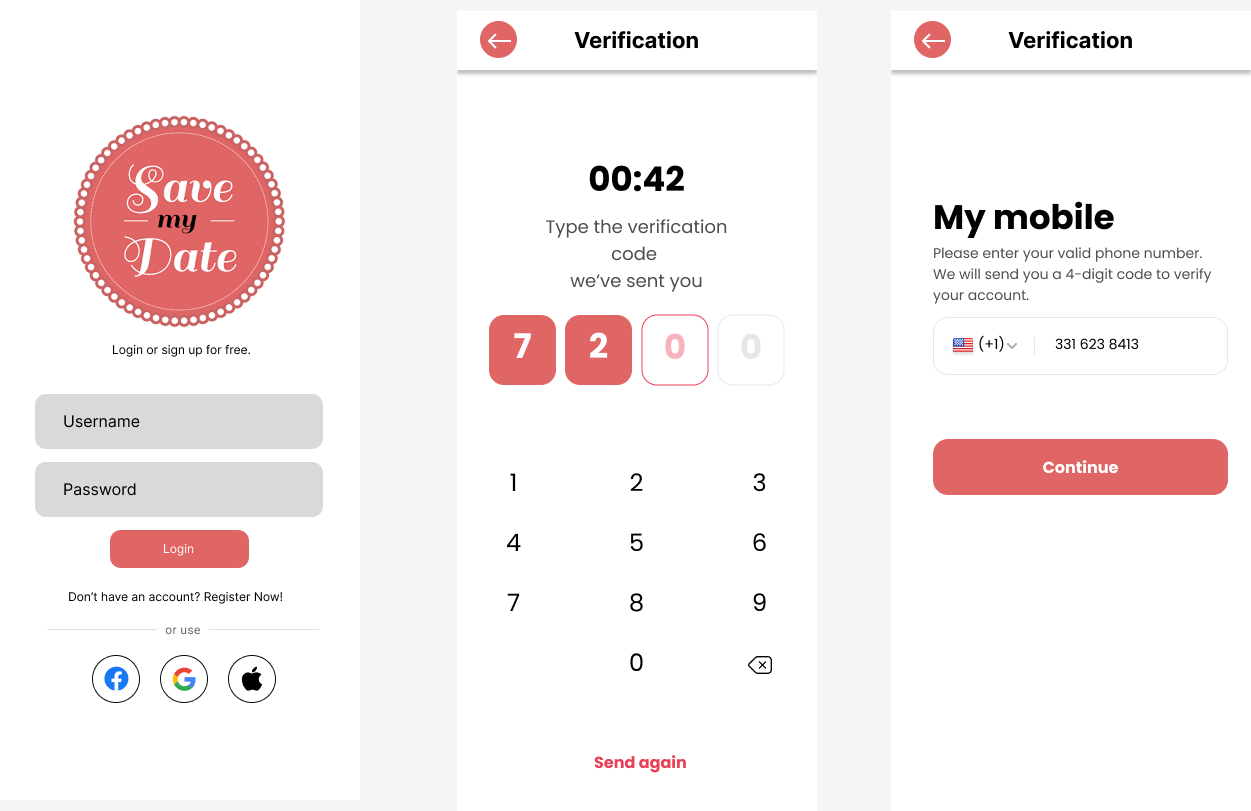 Save
my
Date
Login or sign up for free.
Username
Password
Login
Don’t have an account? Register Now!
or use
Verification
00:42
Type the verification
code
we’ve sent you
7 2 0 0
1 2 3
4 5 6
7 8 9
0
Send again
Verification
My mobile
Please enter your valid phone number.
We will send you a 4-digit code to verify
your account.
(+1) 331 623 8413
Continue